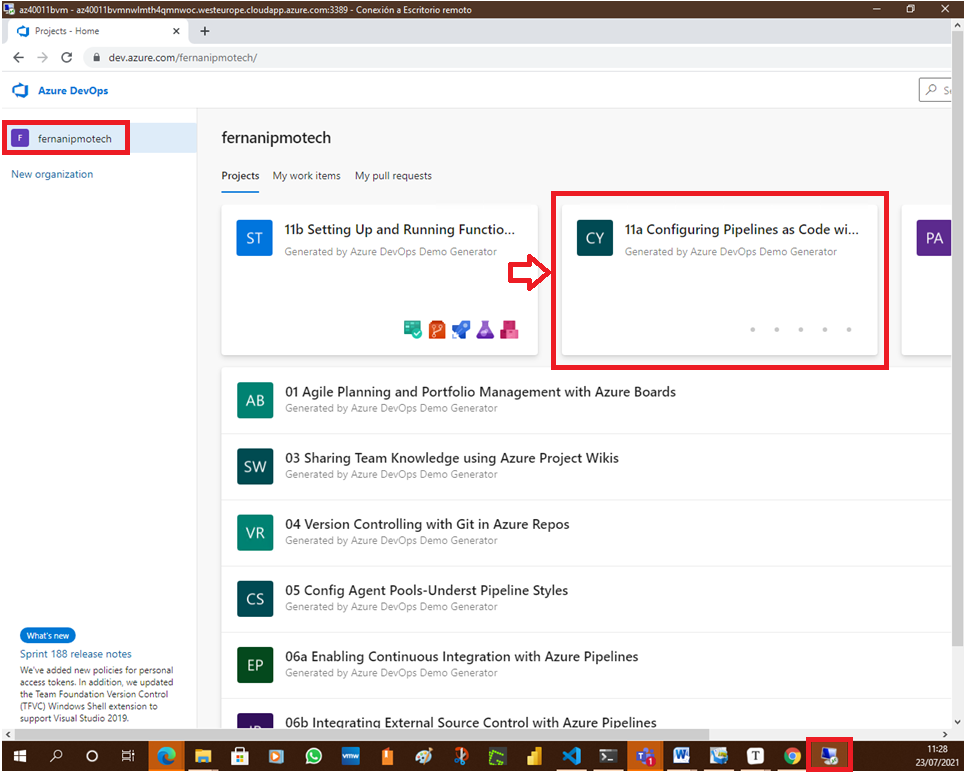 az40011bvm - az40011bvmnwlmth4qmnwoc.westeurope.cloudapp.azure.com:3389 - Conexión a Escritorio remoto
Projects - Home
dev.azure.com/fernanipmotech/
Azure DevOps
F fernanipmotech
New organization
fernanipmotech
Projects My work items My pull requests
ST 11b Setting Up and Running Functio...
Generated by Azure DevOps Demo Generator
CY 11a Configuring Pipelines as Code wi...
Generated by Azure DevOps Demo Generator
PA
AB 01 Agile Planning and Portfolio Management with Azure Boards
Generated by Azure DevOps Demo Generator
SW 03 Sharing Team Knowledge using Azure Project Wikis
Generated by Azure DevOps Demo Generator
VR 04 Version Controlling with Git in Azure Repos
Generated by Azure DevOps Demo Generator
CS 05 Config Agent Pools-Underst Pipeline Styles
Generated by Azure DevOps Demo Generator
EP 06a Enabling Continuous Integration with Azure Pipelines
Generated by Azure DevOps Demo Generator
06b Integrating External Source Control with Azure Pipelines
What's new
Sprint 188 release notes
We've added new policies for personal
access tokens. In addition, we updated
the Team Foundation Version Control
(TFVC) Windows Shell extension to
support Visual Studio 2019.
vmw
1
W
T
11:28
23/07/2021